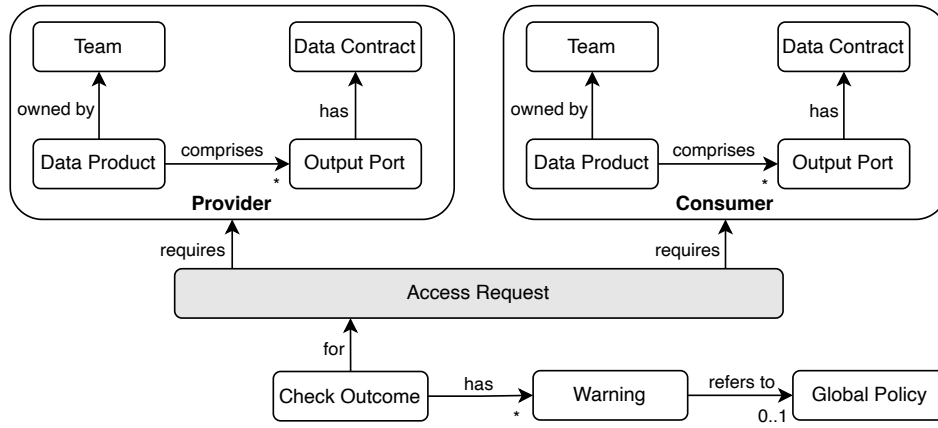 Team
Data Contract
owned by
has
Data Product
comprises
*
Output Port
Provider
Team
Data Contract
owned by
has
Data Product
comprises
*
Output Port
Consumer
requires
requires
Access Request
for
Check Outcome
has
*
Warning
refers to
0..1
Global Policy